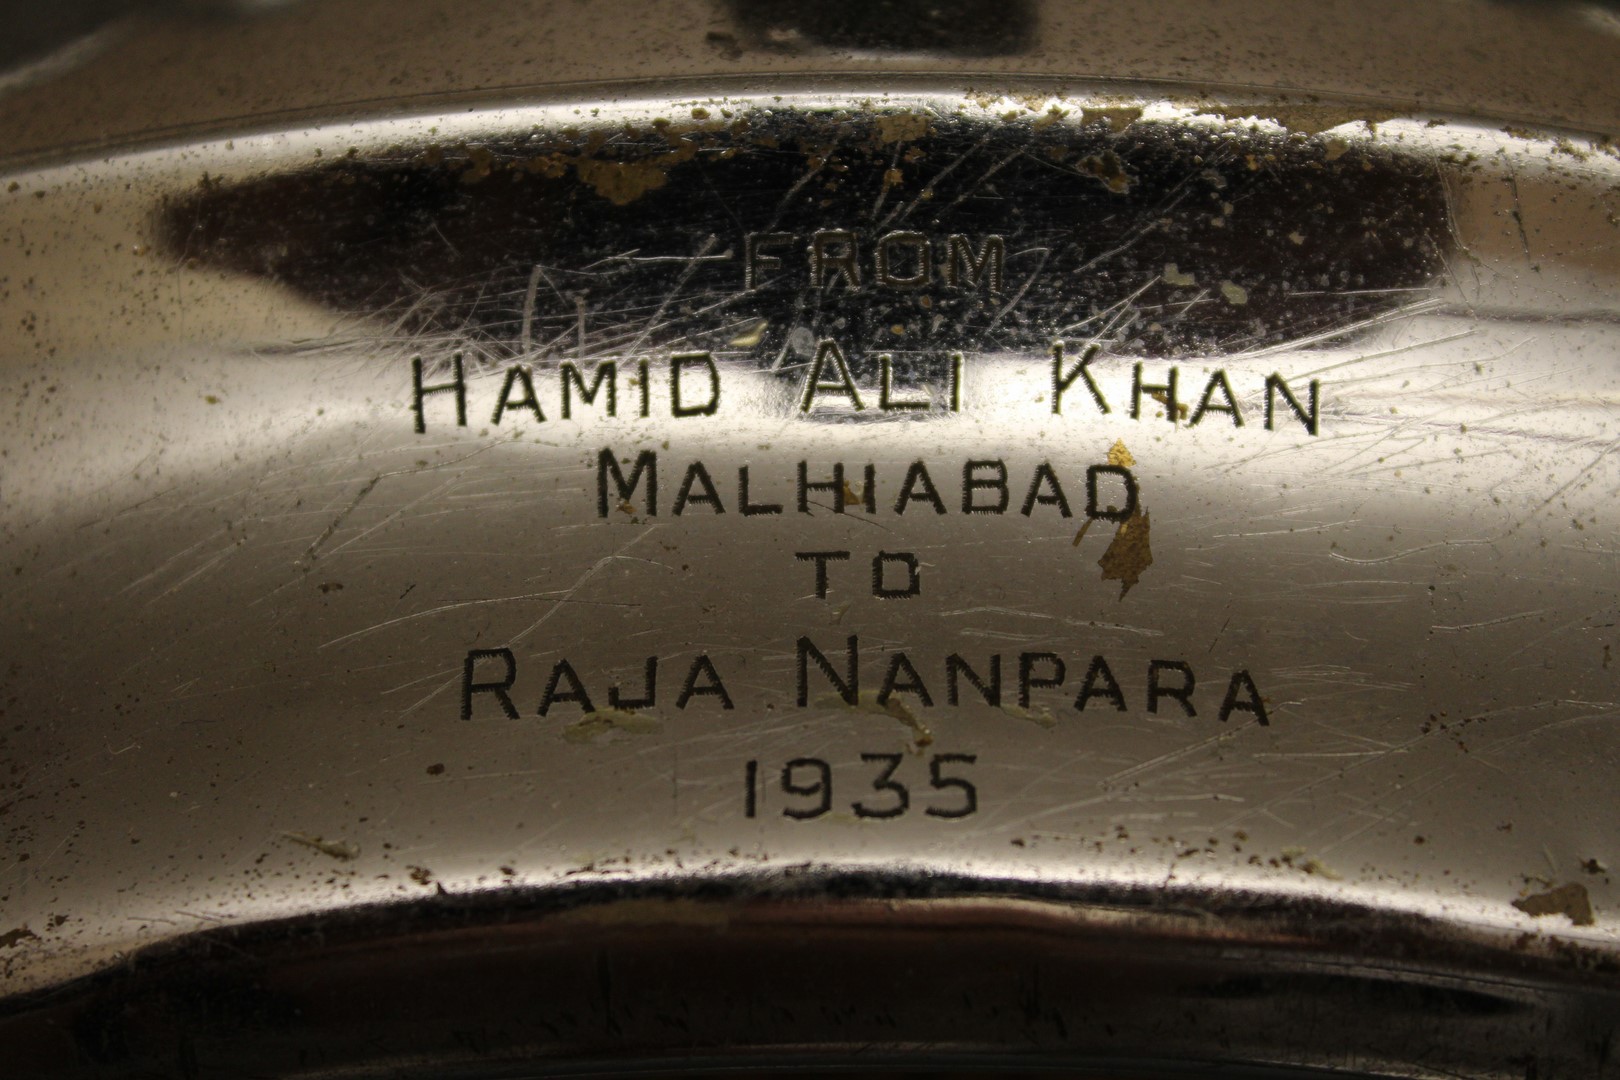 FROM
HAMID ALI KHAN
MALHIABAD
TO
RAJA NANPARA
1935